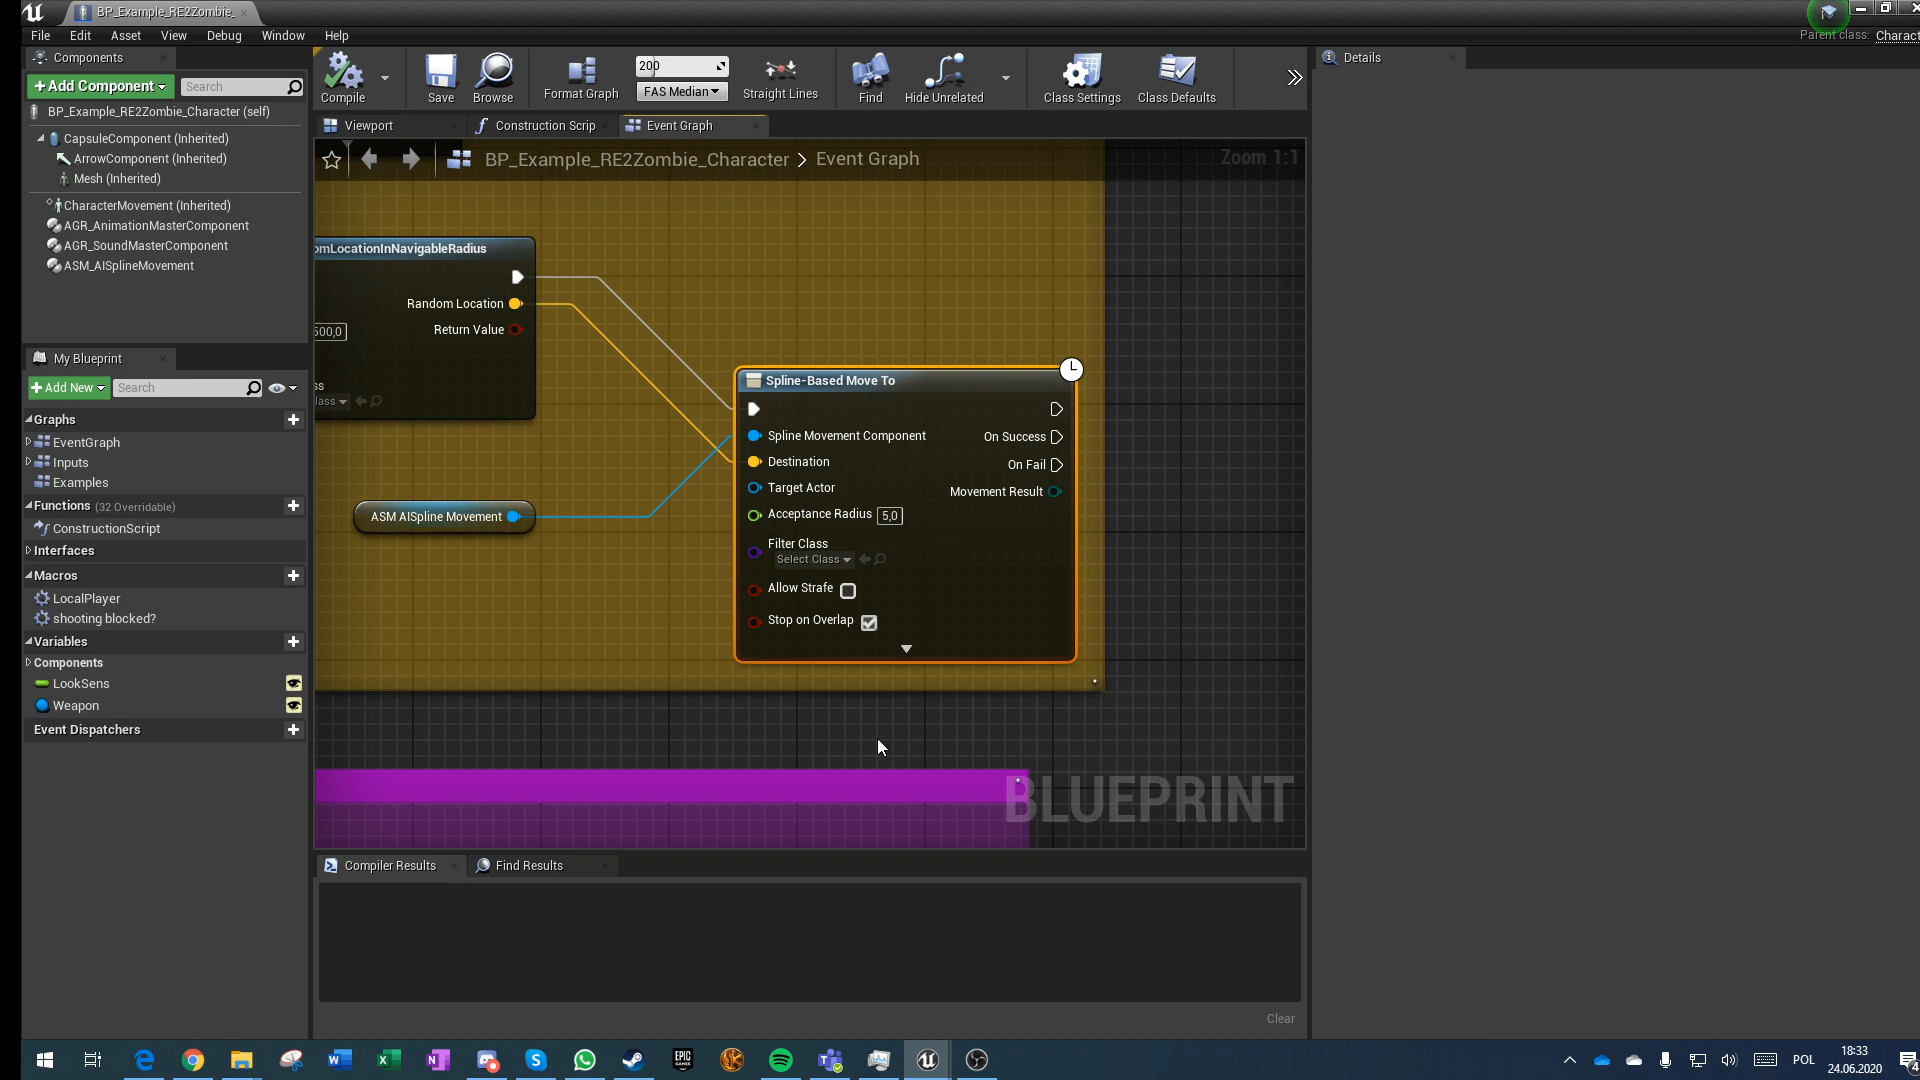 BP_Example_RE2Zombie_
File Edit Asset View Debug Window Help
Parent class: Charact
Components
+Add Component
Search
BP_Example_RE2Zombie_Character (self)
CapsuleComponent (Inherited)
ArrowComponent (Inherited)
Mesh (Inherited)
CharacterMovement (Inherited)
AGR_AnimationMasterComponent
AGR_SoundMasterComponent
ASM_AISplineMovement
My Blueprint
+Add New
Search
Graphs
EventGraph
Inputs
Examples
Functions (32 Overridable)
ConstructionScript
Interfaces
Macros
LocalPlayer
shooting blocked?
Variables
Components
LookSens
Weapon
Event Dispatchers
Compile
Save
Browse
Format Graph
200
FAS Median
Straight Lines
Find
Hide Unrelated
Class Settings
Class Defaults
Viewport
Construction Scrip
Event Graph
BP_Example_RE2Zombie_Character > Event Graph
Zoom 1:1
omLocationInNavigableRadius
Random Location
Return Value
500,0
ss
lass
ASM AISpline Movement
Spline-Based Move To
Spline Movement Component
On Success
Destination
On Fail
Target Actor
Movement Result
Acceptance Radius 5,0
Filter Class
Select Class
Allow Strafe
Stop on Overlap
BLUEPRINT
Compiler Results
Find Results
Clear
Details
EPIC
GAMES
POL
18:33
24.06.2020
4